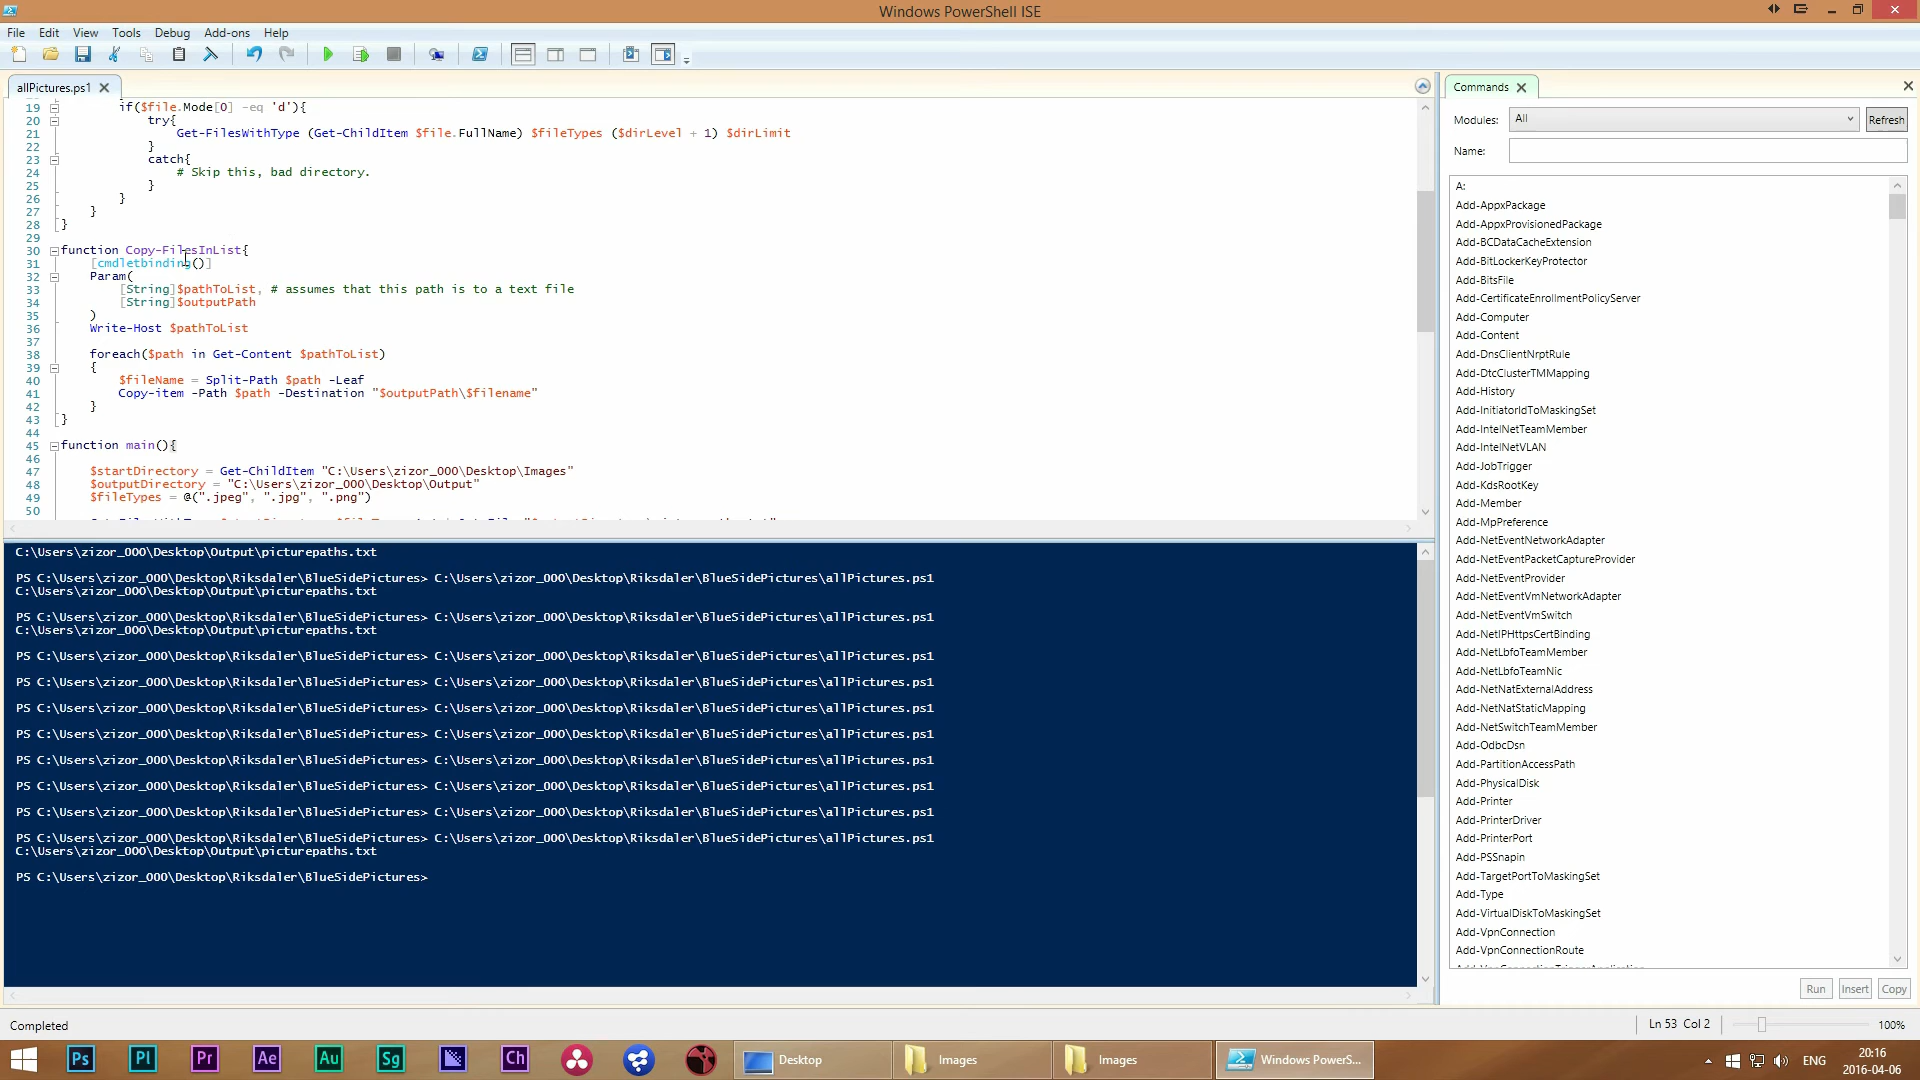 Windows PowerShell ISE
File Edit View Tools Debug Add-ons Help
allPictures.ps1
19 if($file.Mode[0] -eq 'd'){
20 try{
21 Get-FilesWithType (Get-ChildItem $file.FullName) $fileTypes ($dirLevel + 1) $dirLimit
22 }
23 catch{
24 # Skip this, bad directory.
25 }
26 }
27 }
28 }
29
30 function Copy-FilesInList{
31 [cmdletbinding()]
32 Param(
33 [String]$pathToList, # assumes that this path is to a text file
34 [String]$outputPath
35 )
36 Write-Host $pathToList
37
38 foreach($path in Get-Content $pathToList)
39 {
40 $fileName = Split-Path $path -Leaf
41 Copy-item -Path $path -Destination "$outputPath\$filename"
42 }
43 }
44
45 function main(){
46
47 $startDirectory = Get-ChildItem "C:\Users\zizor_000\Desktop\Images"
48 $outputDirectory = "C:\Users\zizor_000\Desktop\Output"
49 $fileTypes = @(".jpeg", ".jpg", ".png")
50
C:\Users\zizor_000\Desktop\Output\picturepaths.txt
PS C:\Users\zizor_000\Desktop\Riksdaler\BlueSidePictures> C:\Users\zizor_000\Desktop\Riksdaler\BlueSidePictures\allPictures.ps1
C:\Users\zizor_000\Desktop\Output\picturepaths.txt
PS C:\Users\zizor_000\Desktop\Riksdaler\BlueSidePictures> C:\Users\zizor_000\Desktop\Riksdaler\BlueSidePictures\allPictures.ps1
C:\Users\zizor_000\Desktop\Output\picturepaths.txt
PS C:\Users\zizor_000\Desktop\Riksdaler\BlueSidePictures> C:\Users\zizor_000\Desktop\Riksdaler\BlueSidePictures\allPictures.ps1
PS C:\Users\zizor_000\Desktop\Riksdaler\BlueSidePictures> C:\Users\zizor_000\Desktop\Riksdaler\BlueSidePictures\allPictures.ps1
PS C:\Users\zizor_000\Desktop\Riksdaler\BlueSidePictures> C:\Users\zizor_000\Desktop\Riksdaler\BlueSidePictures\allPictures.ps1
PS C:\Users\zizor_000\Desktop\Riksdaler\BlueSidePictures> C:\Users\zizor_000\Desktop\Riksdaler\BlueSidePictures\allPictures.ps1
PS C:\Users\zizor_000\Desktop\Riksdaler\BlueSidePictures> C:\Users\zizor_000\Desktop\Riksdaler\BlueSidePictures\allPictures.ps1
PS C:\Users\zizor_000\Desktop\Riksdaler\BlueSidePictures> C:\Users\zizor_000\Desktop\Riksdaler\BlueSidePictures\allPictures.ps1
PS C:\Users\zizor_000\Desktop\Riksdaler\BlueSidePictures> C:\Users\zizor_000\Desktop\Riksdaler\BlueSidePictures\allPictures.ps1
PS C:\Users\zizor_000\Desktop\Riksdaler\BlueSidePictures> C:\Users\zizor_000\Desktop\Riksdaler\BlueSidePictures\allPictures.ps1
C:\Users\zizor_000\Desktop\Output\picturepaths.txt
PS C:\Users\zizor_000\Desktop\Riksdaler\BlueSidePictures>
Commands
Modules: All Refresh
Name:
A:
Add-AppxPackage
Add-AppxProvisionedPackage
Add-BCDataCacheExtension
Add-BitLockerKeyProtector
Add-BitsFile
Add-CertificateEnrollmentPolicyServer
Add-Computer
Add-Content
Add-DnsClientNrptRule
Add-DtcClusterTMMapping
Add-History
Add-InitiatorIdToMaskingSet
Add-IntelNetTeamMember
Add-IntelNetVLAN
Add-JobTrigger
Add-KdsRootKey
Add-Member
Add-MpPreference
Add-NetEventNetworkAdapter
Add-NetEventPacketCaptureProvider
Add-NetEventProvider
Add-NetEventVmNetworkAdapter
Add-NetEventVmSwitch
Add-NetIPHttpsCertBinding
Add-NetLbfoTeamMember
Add-NetLbfoTeamNic
Add-NetNatExternalAddress
Add-NetNatStaticMapping
Add-NetSwitchTeamMember
Add-OdbcDsn
Add-PartitionAccessPath
Add-PhysicalDisk
Add-Printer
Add-PrinterDriver
Add-PrinterPort
Add-PSSnapin
Add-TargetPortToMaskingSet
Add-Type
Add-VirtualDiskToMaskingSet
Add-VpnConnection
Add-VpnConnectionRoute
Run Insert Copy
Completed
Ln 53 Col 2
100%
Ps Pl Pr Ae Au Sg Ch
Desktop
Images
Images
Windows PowerS...
ENG
20:16
2016-04-06